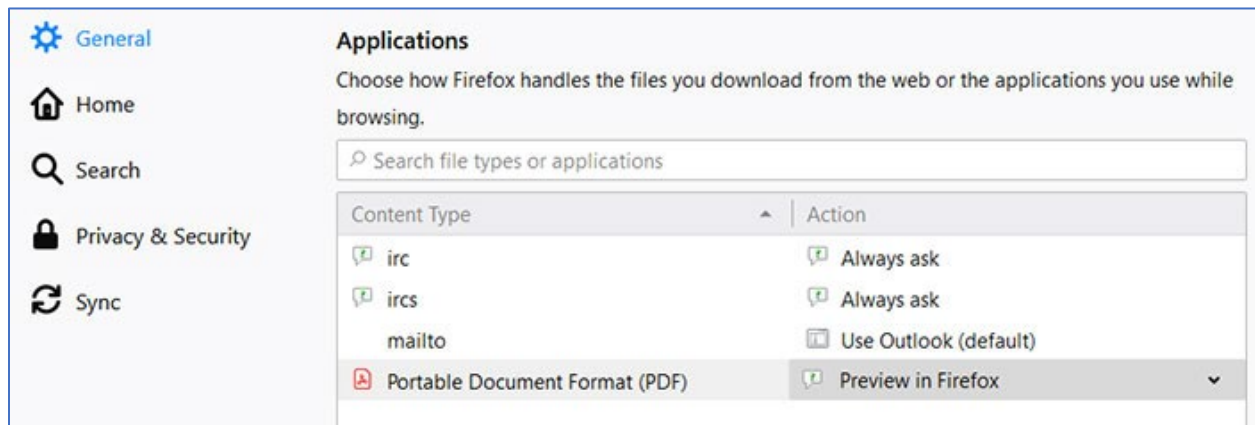 General
Home
Search
Privacy & Security
Sync
Applications
Choose how Firefox handles the files you download from the web or the applications you use while
browsing.
Search file types or applications
Content Type Action
irc Always ask
ircs Always ask
mailto Use Outlook (default)
Portable Document Format (PDF) Preview in Firefox